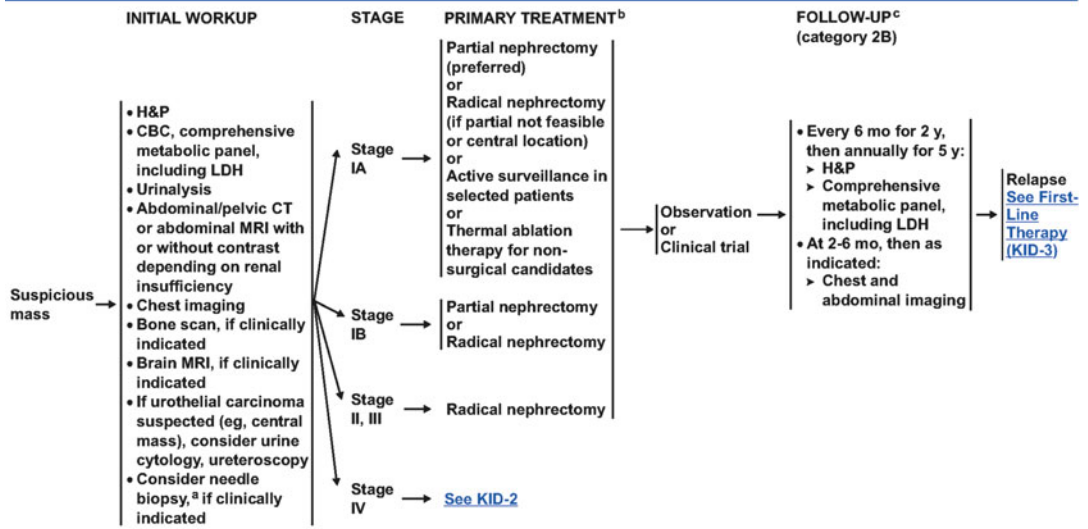 INITIAL WORKUP
STAGE
PRIMARY TREATMENTᵇ
FOLLOW-UPᶜ
(category 2B)
Suspicious
mass
• H&P
• CBC, comprehensive
metabolic panel,
including LDH
• Urinalysis
• Abdominal/pelvic CT
or abdominal MRI with
or without contrast
depending on renal
insufficiency
• Chest imaging
• Bone scan, if clinically
indicated
• Brain MRI, if clinically
indicated
• If urothelial carcinoma
suspected (eg, central
mass), consider urine
cytology, ureteroscopy
• Consider needle
biopsy,ᵃ if clinically
indicated
Stage
IA
Partial nephrectomy
(preferred)
or
Radical nephrectomy
(if partial not feasible
or central location)
or
Active surveillance in
selected patients
or
Thermal ablation
therapy for non-
surgical candidates
Stage
IB
Partial nephrectomy
or
Radical nephrectomy
Stage
II, III
Radical nephrectomy
Stage
IV
See KID-2
Observation
or
Clinical trial
• Every 6 mo for 2 y,
then annually for 5 y:
➤ H&P
➤ Comprehensive
metabolic panel,
including LDH
• At 2-6 mo, then as
indicated:
➤ Chest and
abdominal imaging
Relapse
See First-
Line
Therapy
(KID-3)